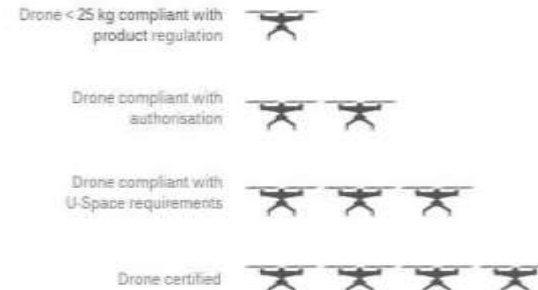 Drone < 25 kg compliant with
product regulation
Drone compliant with
authorisation
Drone compliant with
U-Space requirements
Drone certified